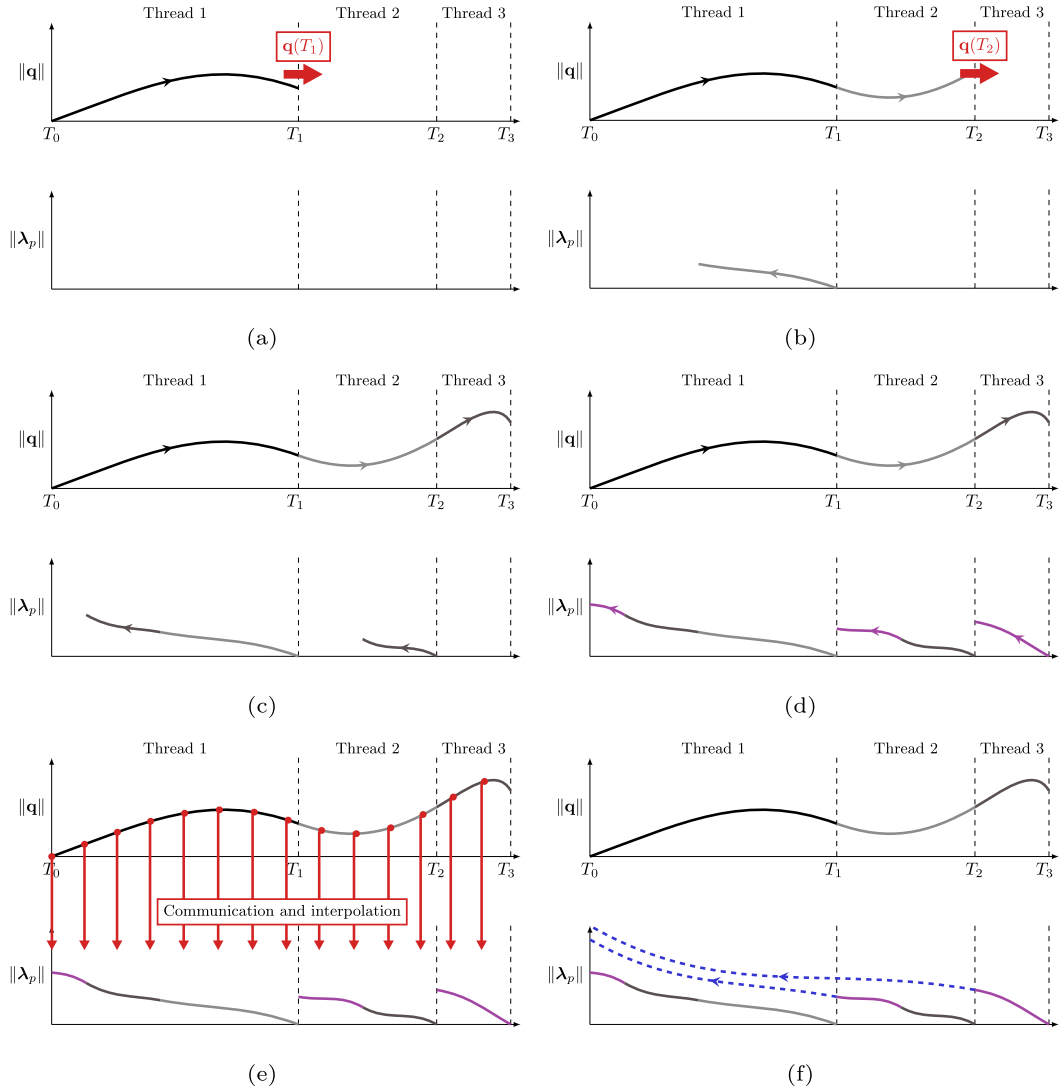 Thread 1 Thread 2 Thread 3
q(T₁)
‖q‖
T₀ T₁ T₂ T₃
‖λₚ‖
(a)
Thread 1 Thread 2 Thread 3
q(T₂)
‖q‖
T₀ T₁ T₂ T₃
‖λₚ‖
(b)
Thread 1 Thread 2 Thread 3
‖q‖
T₀ T₁ T₂ T₃
‖λₚ‖
(c)
Thread 1 Thread 2 Thread 3
‖q‖
T₀ T₁ T₂ T₃
‖λₚ‖
(d)
Thread 1 Thread 2 Thread 3
‖q‖
T₀ T₁ T₂ T₃
Communication and interpolation
‖λₚ‖
(e)
Thread 1 Thread 2 Thread 3
‖q‖
T₀ T₁ T₂ T₃
‖λₚ‖
(f)